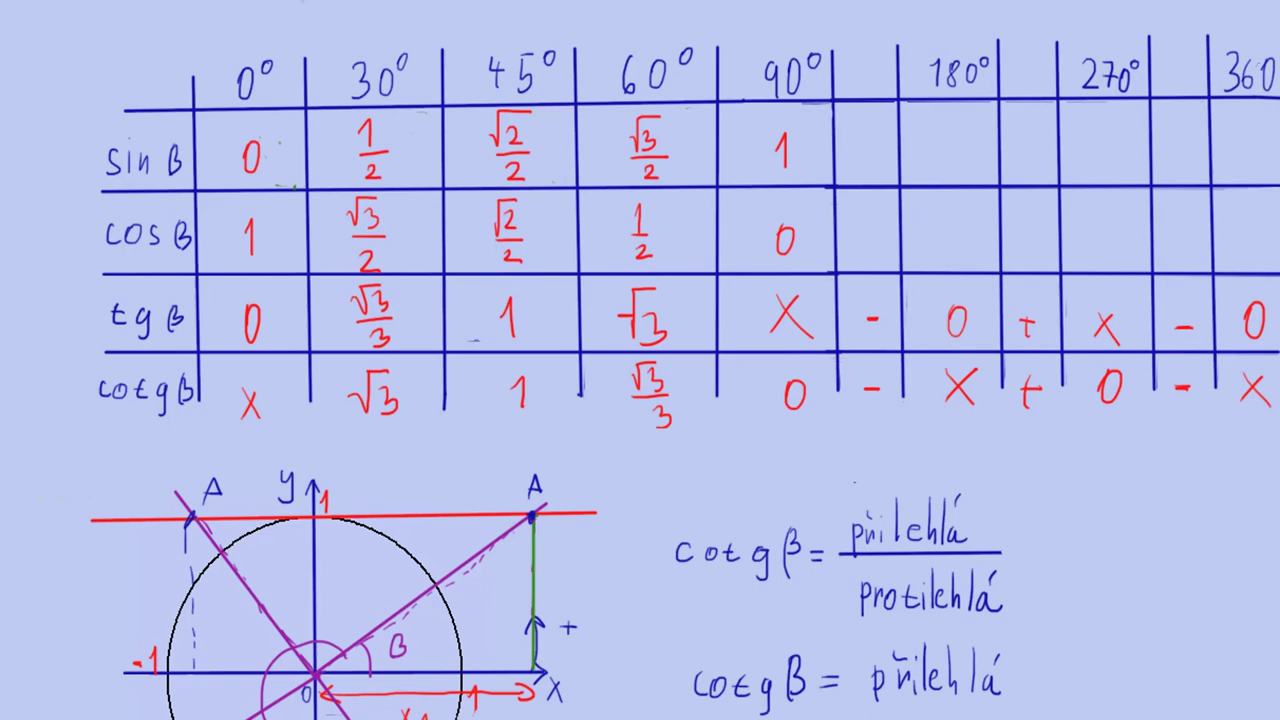 0° 30° 45° 60° 90° 180° 270° 360
sin β 0 1/2 √2/2 √3/2 1
cos β 1 √3/2 √2/2 1/2 0
tg β 0 √3/3 1 √3 X - 0 + X - 0
cotg β X √3 1 √3/3 0 - X + 0 - X
A y 1 A
cotg β = přilehlá
protilehlá
β +
-1 0 1 x
cotg β = přilehlá